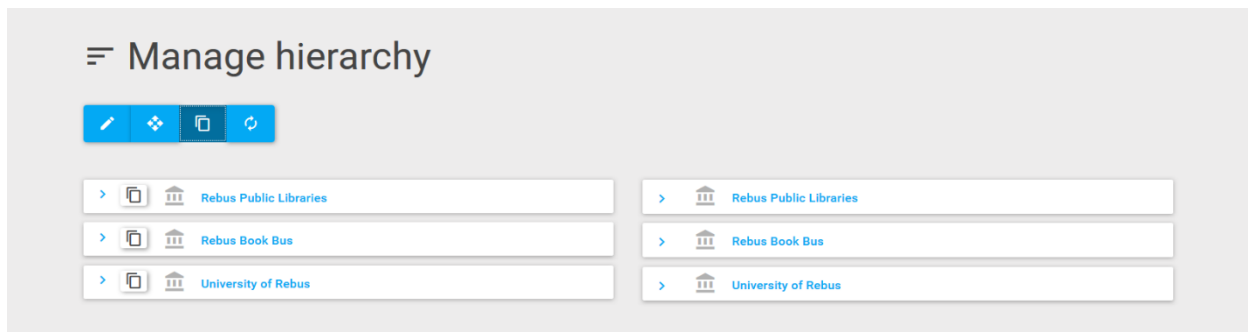 Manage hierarchy
Rebus Public Libraries
Rebus Book Bus
University of Rebus
Rebus Public Libraries
Rebus Book Bus
University of Rebus